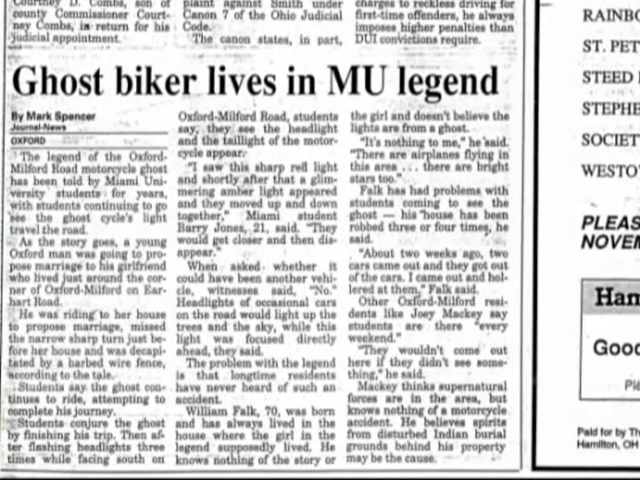 Courtney D. Combs, son of
county Commissioner Court-
ney Combs, in return for his
judicial appointment.
plaint against Smith under
Canon 7 of the Ohio Judicial
Code.
The canon states, in part,
charges to reckless driving for
first-time offenders, he always
imposes higher penalties than
DUI convictions require.
Ghost biker lives in MU legend
By Mark Spencer
Journal-News
OXFORD
The legend of the Oxford-
Milford Road motorcycle ghost
has been told by Miami Uni-
versity students for years,
with students continuing to go
see the ghost cycle's light
travel the road.
As the story goes, a young
Oxford man was going to pro-
pose marriage to his girlfriend
who lived just around the cor-
ner of Oxford-Milford on Ear-
hart Road.
He was riding to her house
to propose marriage, missed
the narrow sharp turn just be-
fore her house and was decapi-
tated by a barbed wire fence,
according to the tale.
Students say the ghost con-
tinues to ride, attempting to
complete his journey.
Students conjure the ghost
by finishing his trip. Then af-
ter flashing headlights three
times while facing south on
Oxford-Milford Road, students
say, they see the headlight
and the taillight of the motor-
cycle appear.
"I saw this sharp red light
and shortly after that a glim-
mering amber light appeared
and they moved up and down
together," Miami student
Barry Jones, 21, said. "They
would get closer and then dis-
appear."
When asked whether it
could have been another vehi-
cle, witnesses said, "No."
Headlights of occasional cars
on the road would light up the
trees and the sky, while this
light was focused directly
ahead, they said.
The problem with the legend
is that longtime residents
have never heard of such an
accident.
William Falk, 70, was born
and has always lived in the
house where the girl in the
legend supposedly lived. He
knows nothing of the story or
the girl and doesn't believe the
lights are from a ghost.
"It's nothing to me," he said.
"There are airplanes flying in
this area ... there are bright
stars too."
Falk has had problems with
students coming to see the
ghost — his house has been
robbed three or four times, he
said.
"About two weeks ago, two
cars came out and they got out
of the cars. I came out and hol-
lered at them," Falk said.
Other Oxford-Milford resi-
dents like Joey Mackey say
students are there "every
weekend."
"They wouldn't come out
here if they didn't see some-
thing," he said.
Mackey thinks supernatural
forces are in the area, but
knows nothing of a motorcycle
accident. He believes spirits
from disturbed Indian burial
grounds behind his property
may be the cause.
RAINBO
ST. PET
STEED
STEPHE
SOCIET
WESTO
PLEAS
NOVEM
Ham
Good
Paid for by Th
Hamilton, OH